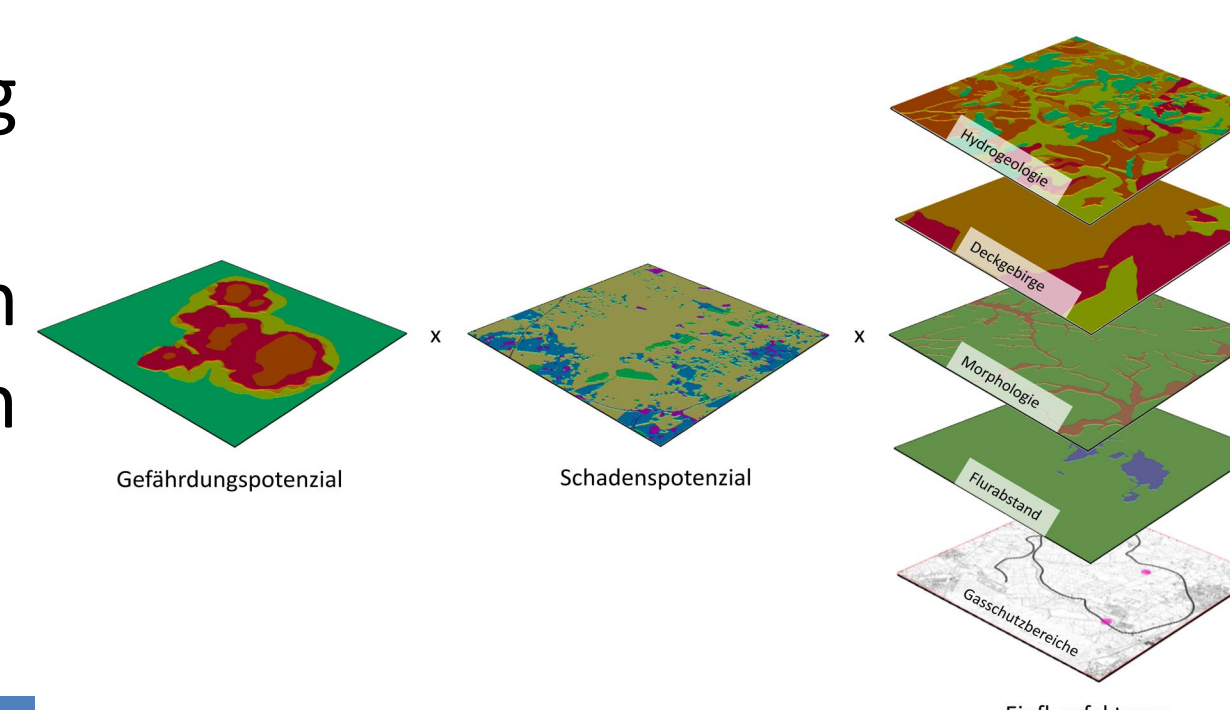 g
n
n
Gefährdungspotenzial
x
Schadenspotenzial
x
Hydrogeologie
Deckgebirge
Morphologie
Flurabstand
Gasschutzbereiche